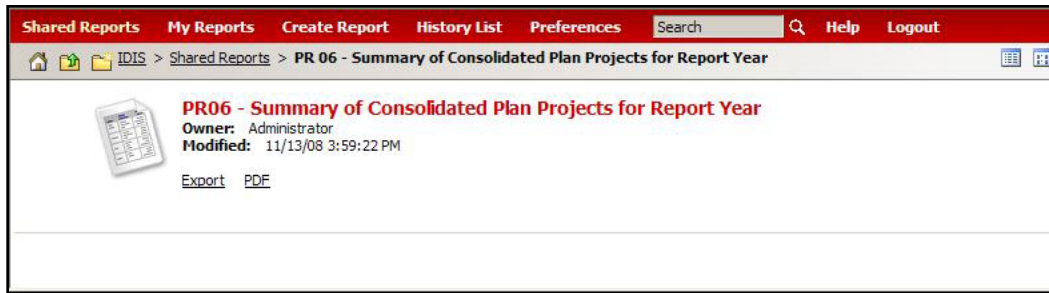 Shared Reports My Reports Create Report History List Preferences Search Help Logout
IDIS > Shared Reports > PR 06 - Summary of Consolidated Plan Projects for Report Year
PR06 - Summary of Consolidated Plan Projects for Report Year
Owner: Administrator
Modified: 11/13/08 3:59:22 PM
Export PDF